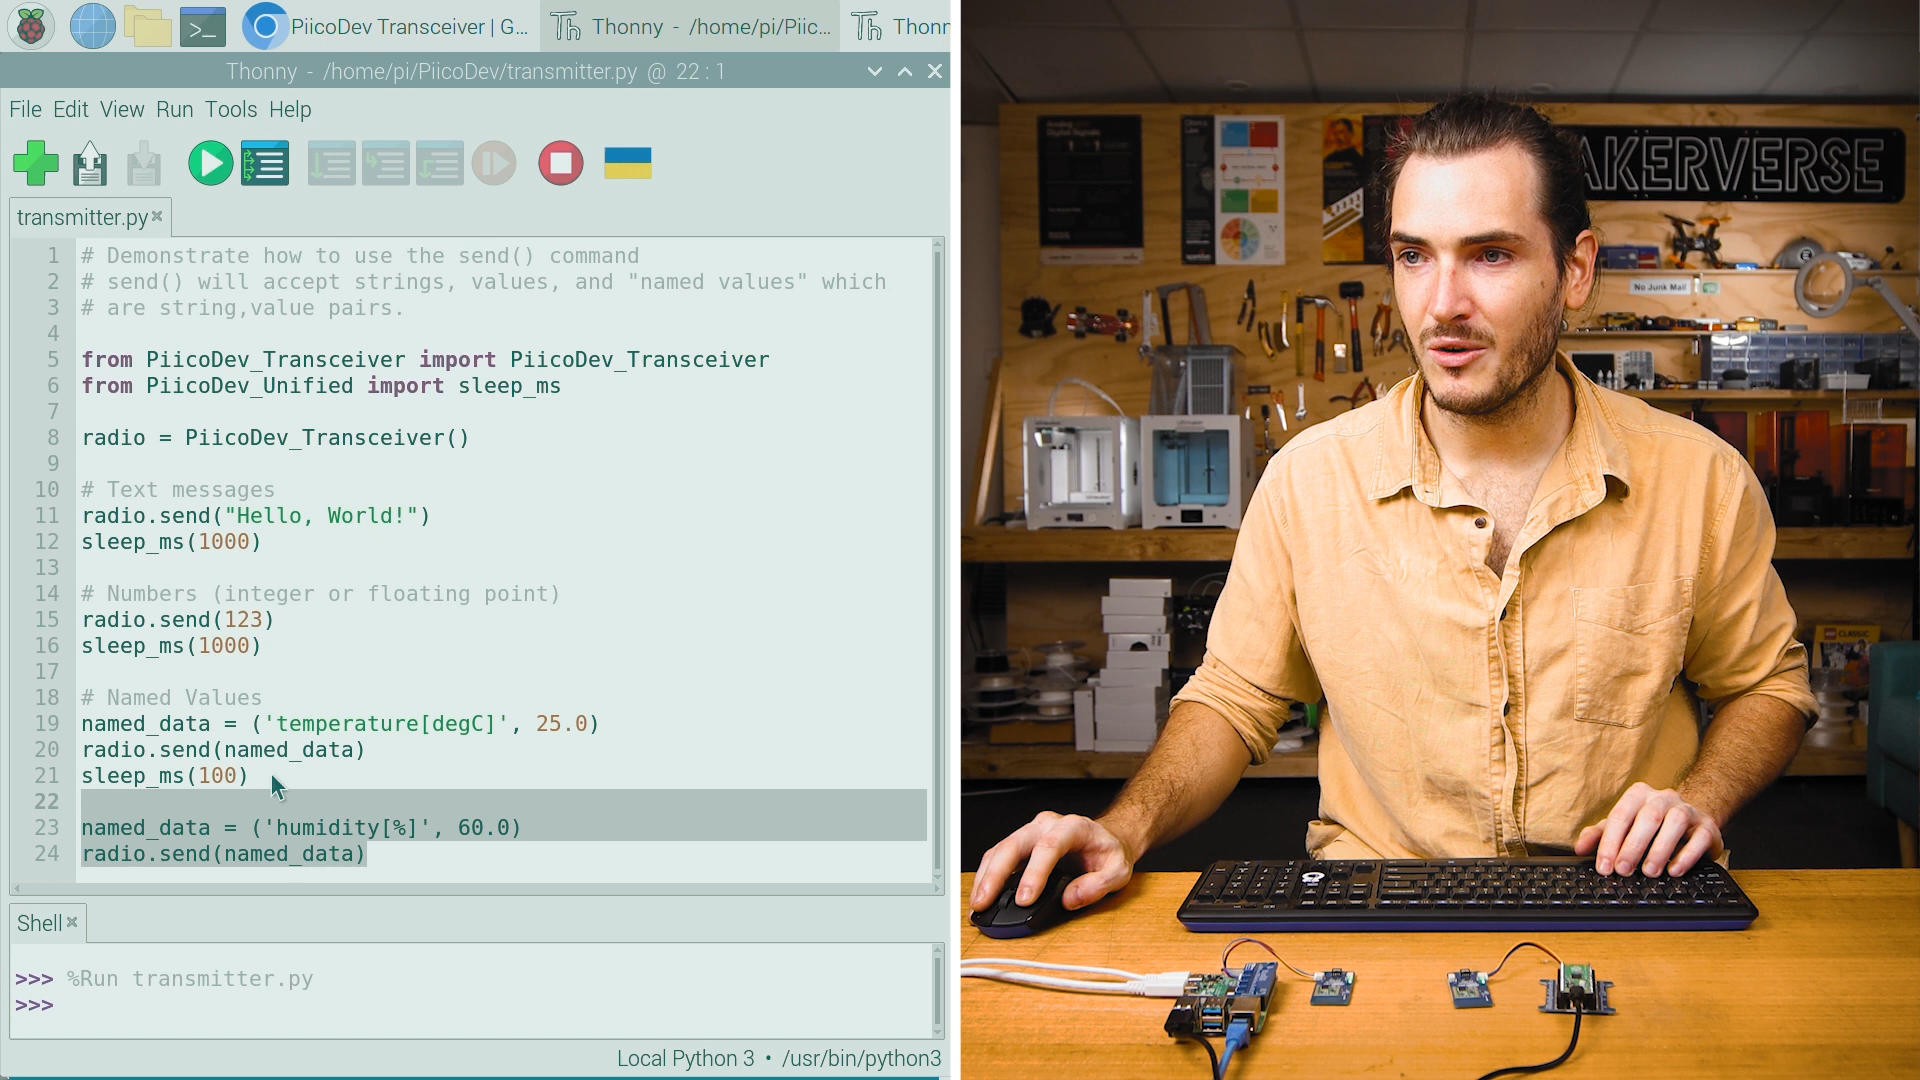 PiicoDev Transceiver | G...
Thonny - /home/pi/Piic...
Thonn
Thonny - /home/pi/PiicoDev/transmitter.py @ 22 : 1
File Edit View Run Tools Help
transmitter.py
1 # Demonstrate how to use the send() command
2 # send() will accept strings, values, and "named values" which
3 # are string,value pairs.
4
5 from PiicoDev_Transceiver import PiicoDev_Transceiver
6 from PiicoDev_Unified import sleep_ms
7
8 radio = PiicoDev_Transceiver()
9
10 # Text messages
11 radio.send("Hello, World!")
12 sleep_ms(1000)
13
14 # Numbers (integer or floating point)
15 radio.send(123)
16 sleep_ms(1000)
17
18 # Named Values
19 named_data = ('temperature[degC]', 25.0)
20 radio.send(named_data)
21 sleep_ms(100)
22
23 named_data = ('humidity[%]', 60.0)
24 radio.send(named_data)
Shell
>>> %Run transmitter.py
>>>
Local Python 3 • /usr/bin/python3
AKERVERSE
No Junk Mail
CLASSIC